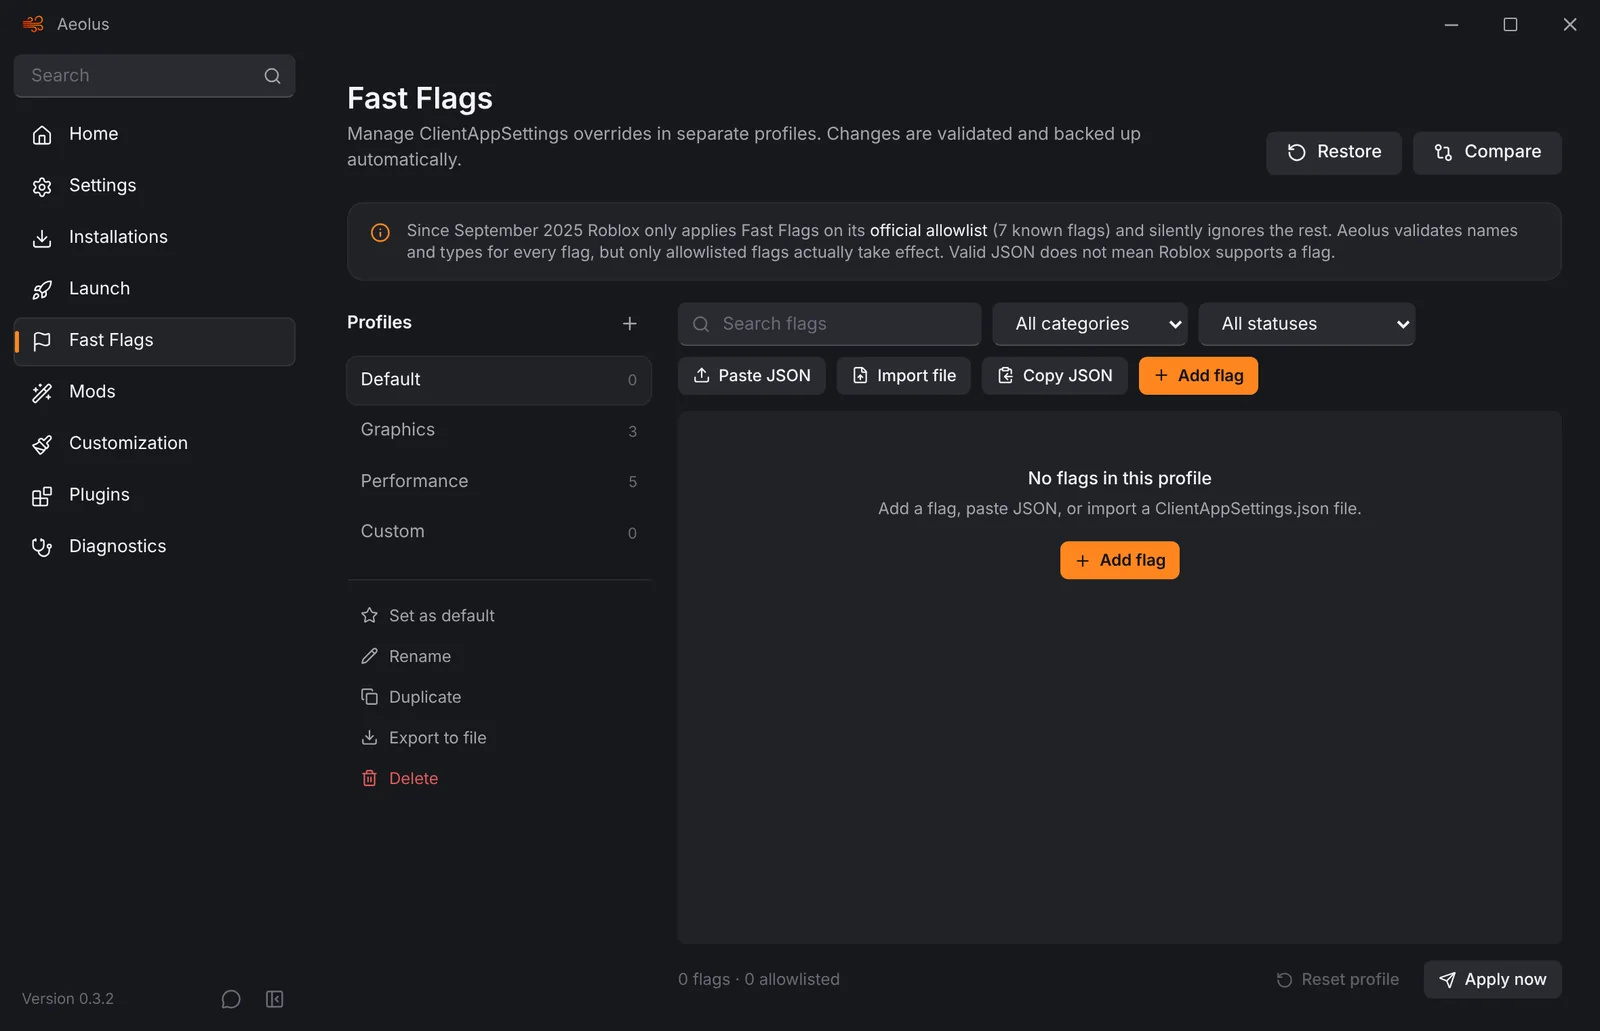 Aeolus
Search
Home
Settings
Installations
Launch
Fast Flags
Mods
Customization
Plugins
Diagnostics
Version 0.3.2
Fast Flags
Manage ClientAppSettings overrides in separate profiles. Changes are validated and backed up
automatically.
Restore
Compare
Since September 2025 Roblox only applies Fast Flags on its official allowlist (7 known flags) and silently ignores the rest. Aeolus validates names
and types for every flag, but only allowlisted flags actually take effect. Valid JSON does not mean Roblox supports a flag.
Profiles
Default 0
Graphics 3
Performance 5
Custom 0
Set as default
Rename
Duplicate
Export to file
Delete
Search flags
All categories
All statuses
Paste JSON
Import file
Copy JSON
Add flag
No flags in this profile
Add a flag, paste JSON, or import a ClientAppSettings.json file.
Add flag
0 flags · 0 allowlisted
Reset profile
Apply now